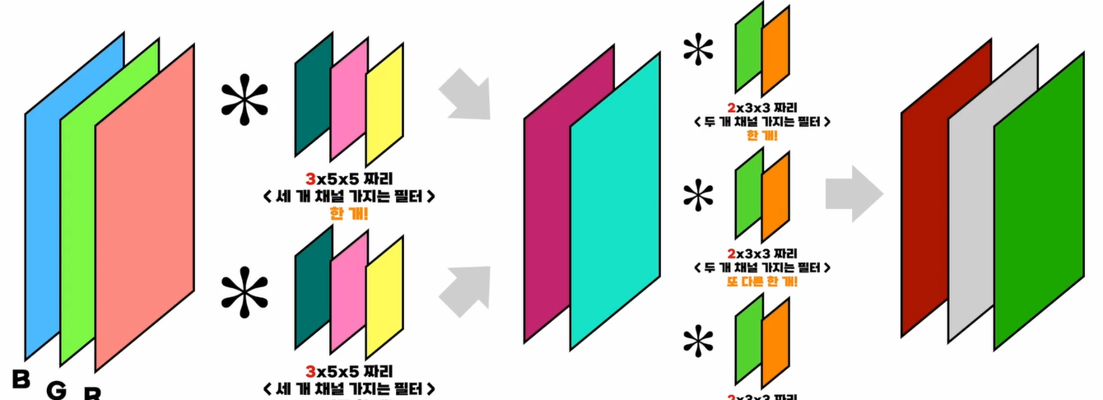 B
G
R
3x5x5 짜리
< 세 개 채널 가지는 필터 >
한 개!
3x5x5 짜리
< 세 개 채널 가지는 필터 >
2x3x3 짜리
< 두 개 채널 가지는 필터 >
한 개!
2x3x3 짜리
< 두 개 채널 가지는 필터 >
또 다른 한 개!
2x3x3 짜리